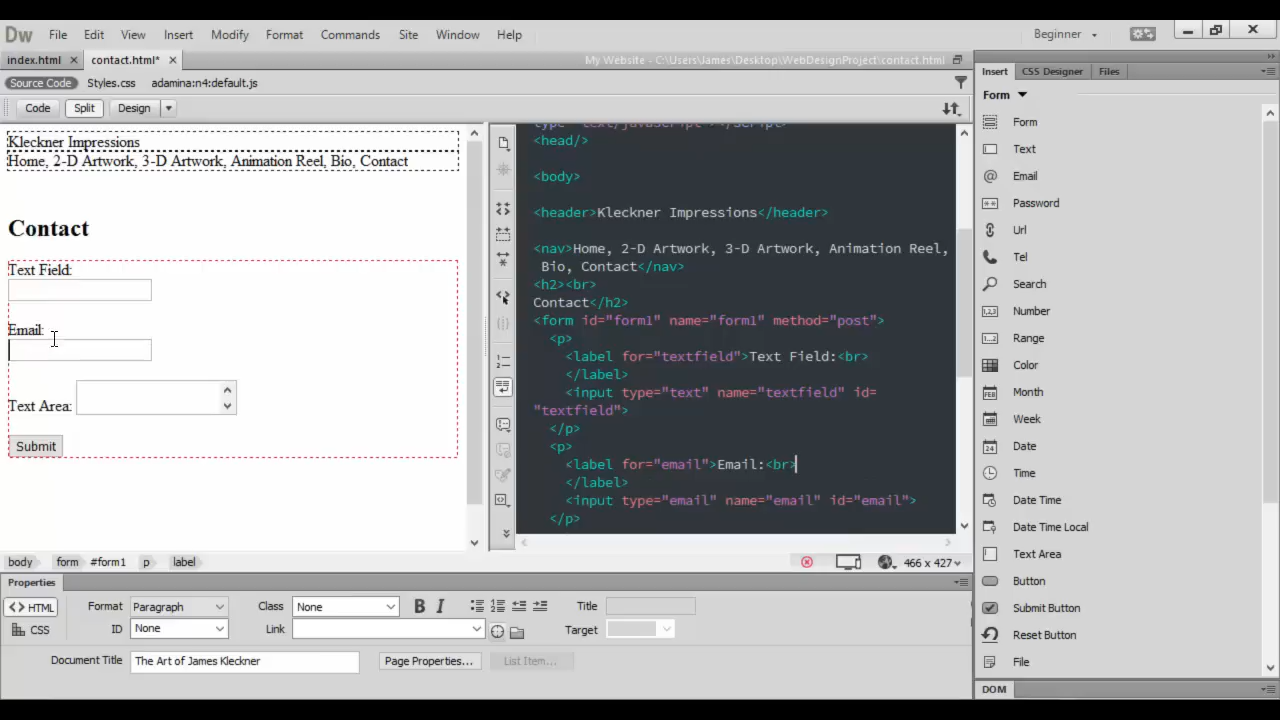 Dw File Edit View Insert Modify Format Commands Site Window Help Beginner
index.html contact.html* My Website - C:\Users\James\Desktop\WebDesignProject\contact.html
Source Code Styles.css adamina:n4:default.js
Code Split Design
Kleckner Impressions
Home, 2-D Artwork, 3-D Artwork, Animation Reel, Bio, Contact
Contact
Text Field:
Email:
Text Area:
Submit
type="text/javascript"></script>
<head/>
<body>
<header>Kleckner Impressions</header>
<nav>Home, 2-D Artwork, 3-D Artwork, Animation Reel,
Bio, Contact</nav>
<h2><br>
Contact</h2>
<form id="form1" name="form1" method="post">
<p>
<label for="textfield">Text Field:<br>
</label>
<input type="text" name="textfield" id=
"textfield">
</p>
<p>
<label for="email">Email:<br>
</label>
<input type="email" name="email" id="email">
</p>
Insert CSS Designer Files
Form
Form
Text
@ Email
Password
Url
Tel
Search
Number
Range
Color
Month
Week
Date
Time
Date Time
Date Time Local
Text Area
Button
Submit Button
Reset Button
File
DOM
body form #form1 p label 466 x 427
Properties
<> HTML Format Paragraph Class None B I Title
CSS ID None Link Target
Document Title The Art of James Kleckner Page Properties... List Item...